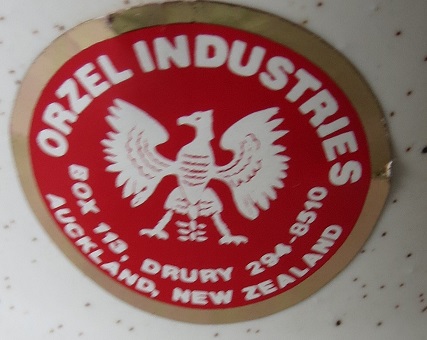 ORZEL INDUSTRIES
BOX 113, DRURY 294-8510
AUCKLAND, NEW ZEALAND